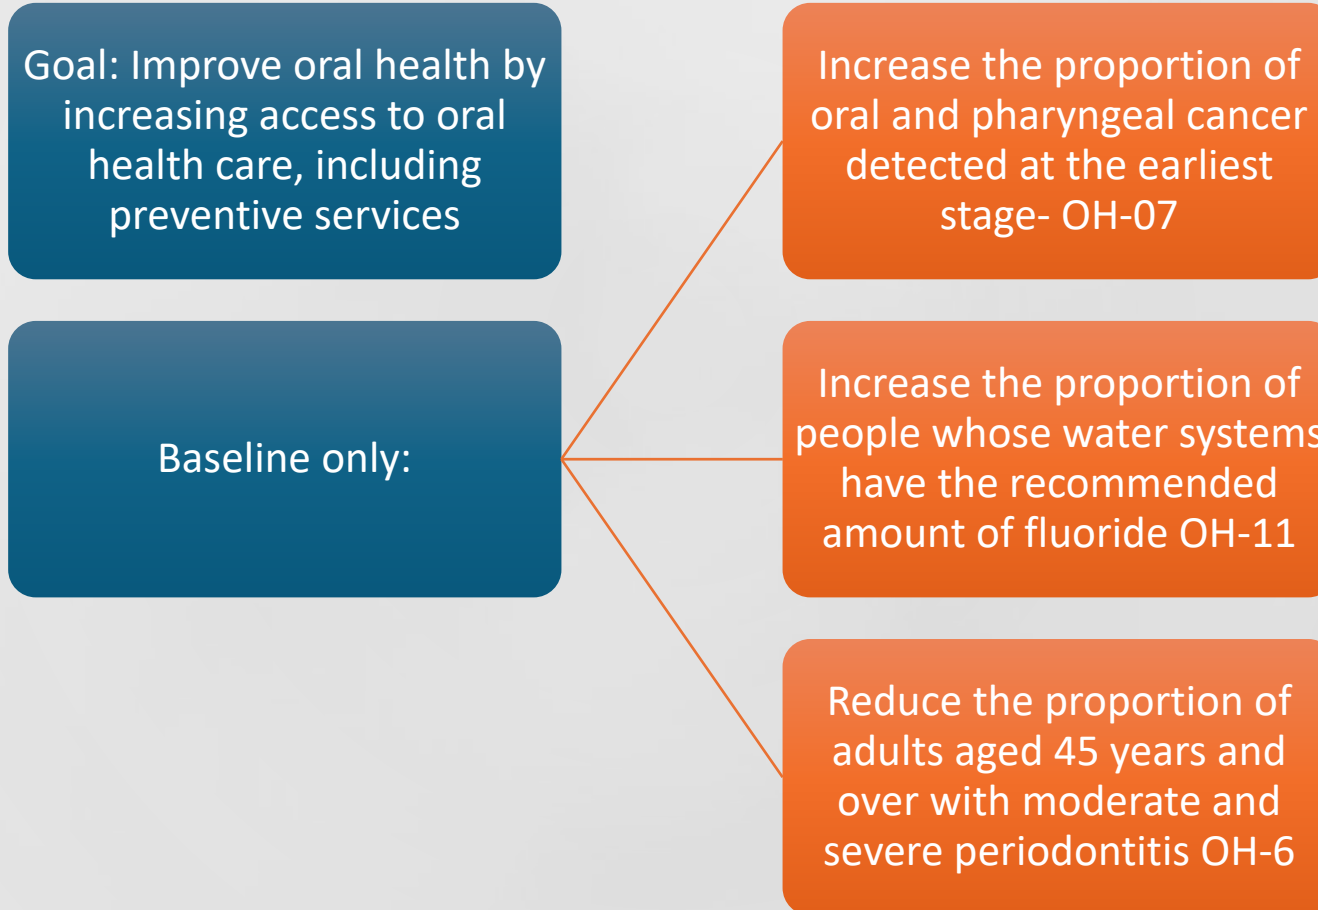 Goal: Improve oral health by
increasing access to oral
health care, including
preventive services
Baseline only:
Increase the proportion of
oral and pharyngeal cancer
detected at the earliest
stage- OH-07
Increase the proportion of
people whose water systems
have the recommended
amount of fluoride OH-11
Reduce the proportion of
adults aged 45 years and
over with moderate and
severe periodontitis OH-6